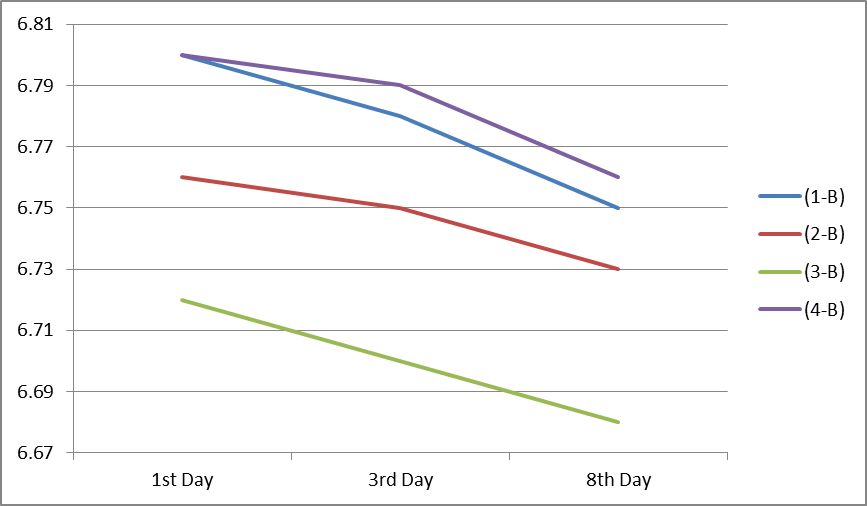 6.81
6.79
6.77
6.75
6.73
6.71
6.69
6.67
1st Day 3rd Day 8th Day
(1-B)
(2-B)
(3-B)
(4-B)